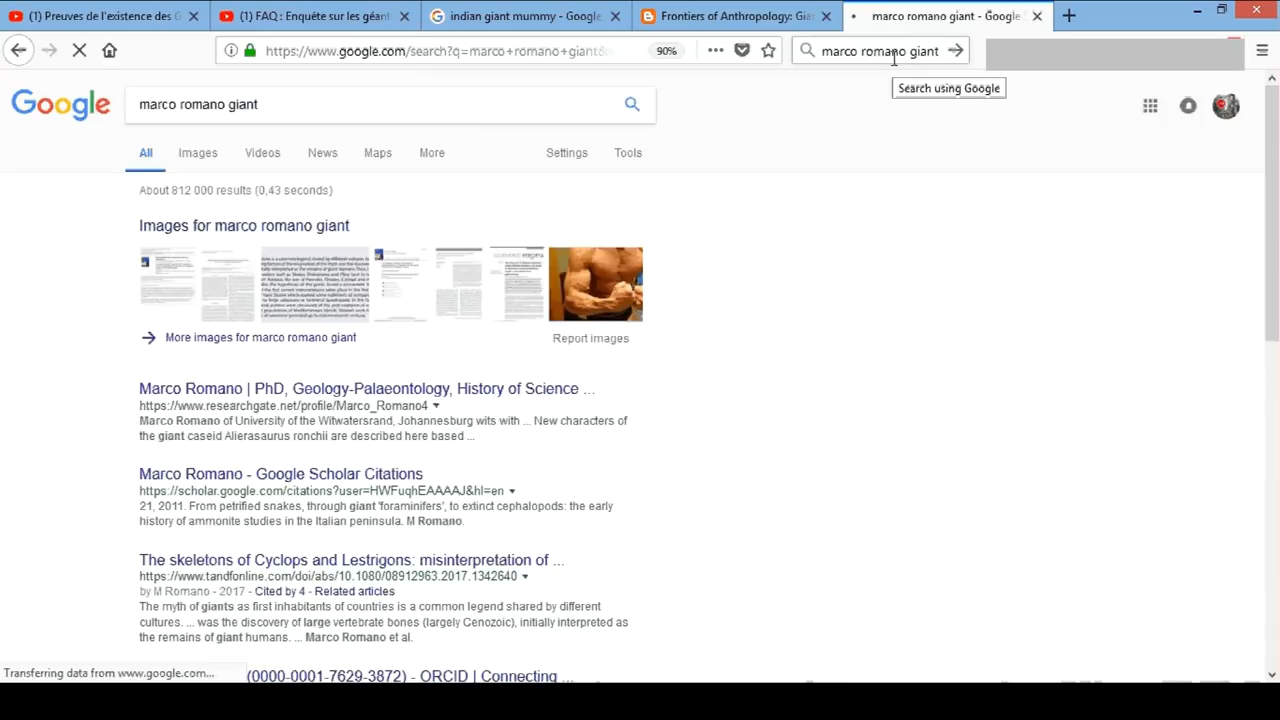 (1) Preuves de l'existence des G
(1) FAQ : Enquête sur les géant
indian giant mummy - Google
Frontiers of Anthropology: Gia
marco romano giant - Google
https://www.google.com/search?q=marco+romano+giant
90%
marco romano giant
Search using Google
Google
marco romano giant
All
Images
Videos
News
Maps
More
Settings
Tools
About 812 000 results (0,43 seconds)
Images for marco romano giant
More images for marco romano giant
Report images
Marco Romano | PhD, Geology-Palaeontology, History of Science ...
https://www.researchgate.net/profile/Marco_Romano4
Marco Romano of University of the Witwatersrand, Johannesburg wits with ... New characters of
the giant caseid Alierasaurus ronchii are described here based ...
Marco Romano - Google Scholar Citations
https://scholar.google.com/citations?user=HWFuqhEAAAAJ&hl=en
21, 2011. From petrified snakes, through giant 'foraminifers', to extinct cephalopods: the early
history of ammonite studies in the Italian peninsula. M Romano.
The skeletons of Cyclops and Lestrigons: misinterpretation of ...
https://www.tandfonline.com/doi/abs/10.1080/08912963.2017.1342640
by M Romano - 2017 - Cited by 4 - Related articles
The myth of giants as first inhabitants of countries is a common legend shared by different
cultures. ... was the discovery of large vertebrate bones (largely Cenozoic), initially interpreted as
the remains of giant humans. ... Marco Romano et al.
(0000-0001-7629-3872) - ORCID | Connecting
Transferring data from www.google.com...